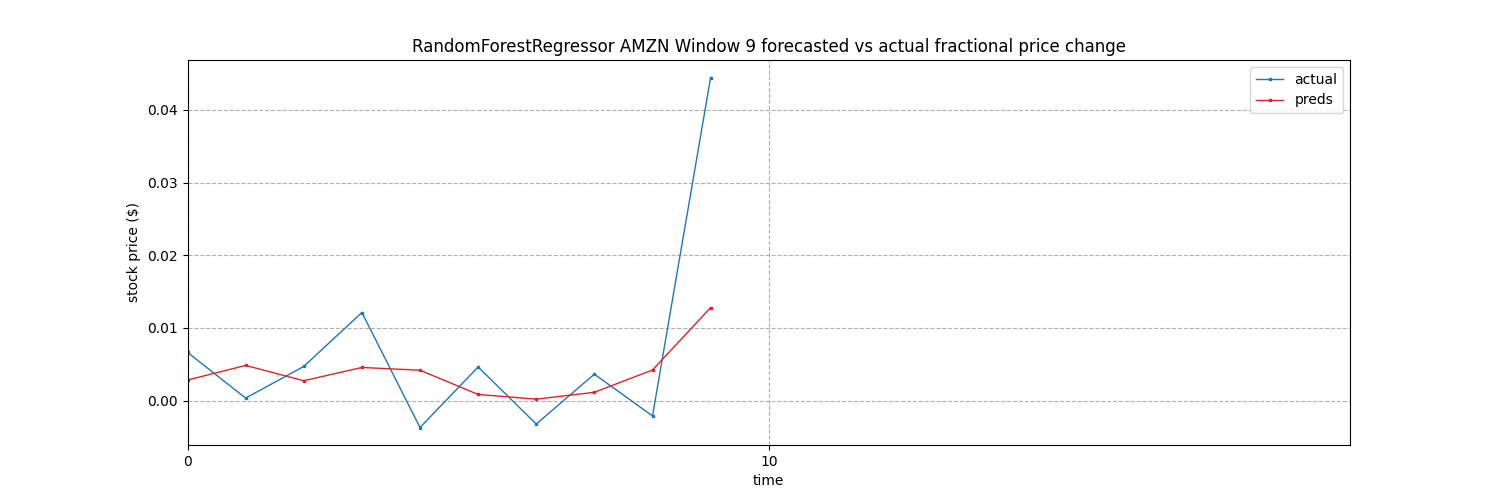 RandomForestRegressor AMZN Window 9 forecasted vs actual fractional price change
actual
preds
0.04
0.03
0.02
0.01
0.00
stock price ($)
0
10
time